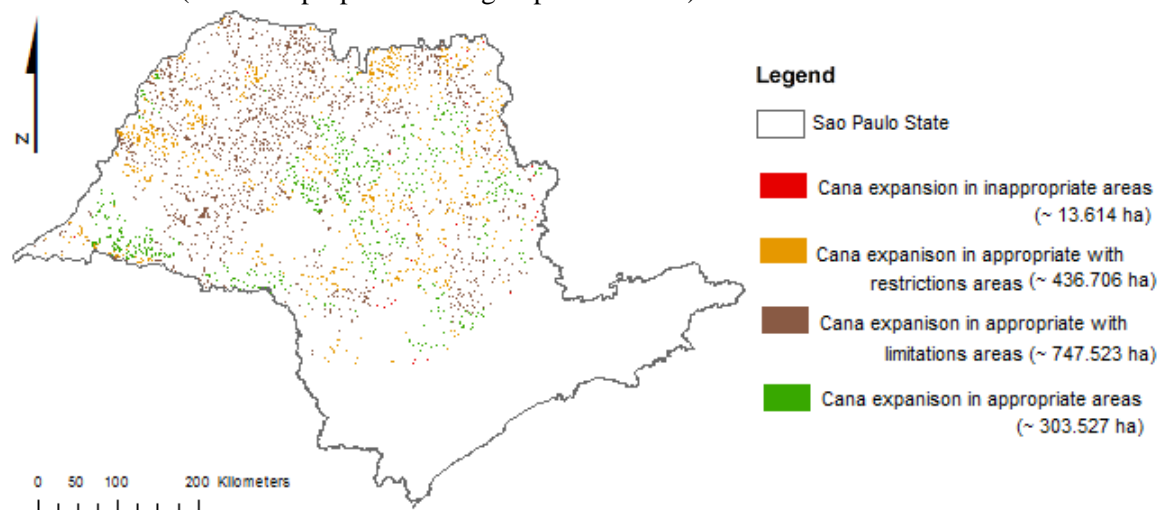 N
Legend
Sao Paulo State
Cana expansion in inappropriate areas
(~ 13.614 ha)
Cana expanison in appropriate with
restrictions areas (~ 436.706 ha)
Cana expanison in appropriate with
limitations areas (~ 747.523 ha)
Cana expanison in appropriate areas
(~ 303.527 ha)
0 50 100 200 Kilometers